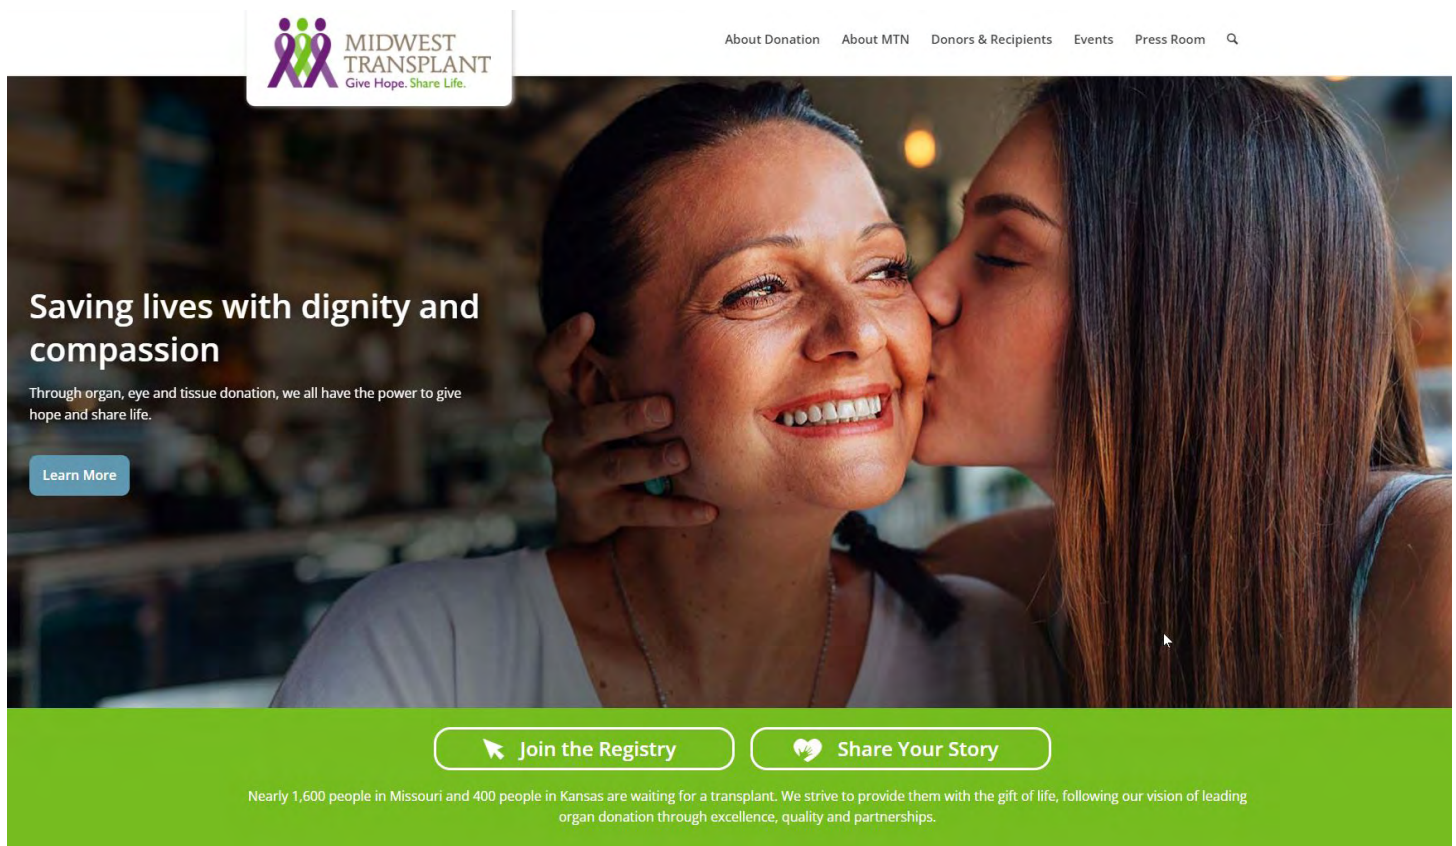 MIDWEST
TRANSPLANT
Give Hope. Share Life.
About Donation About MTN Donors & Recipients Events Press Room
Saving lives with dignity and
compassion
Through organ, eye and tissue donation, we all have the power to give
hope and share life.
Learn More
Join the Registry Share Your Story
Nearly 1,600 people in Missouri and 400 people in Kansas are waiting for a transplant. We strive to provide them with the gift of life, following our vision of leading
organ donation through excellence, quality and partnerships.